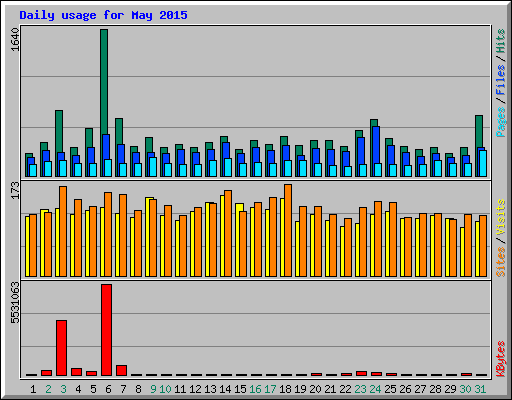 Daily usage for May 2015
1640
Pages / Files / Hits
173
Sites / Visits
5531063
KBytes
1 2 3 4 5 6 7 8 9 10 11 12 13 14 15 16 17 18 19 20 21 22 23 24 25 26 27 28 29 30 31